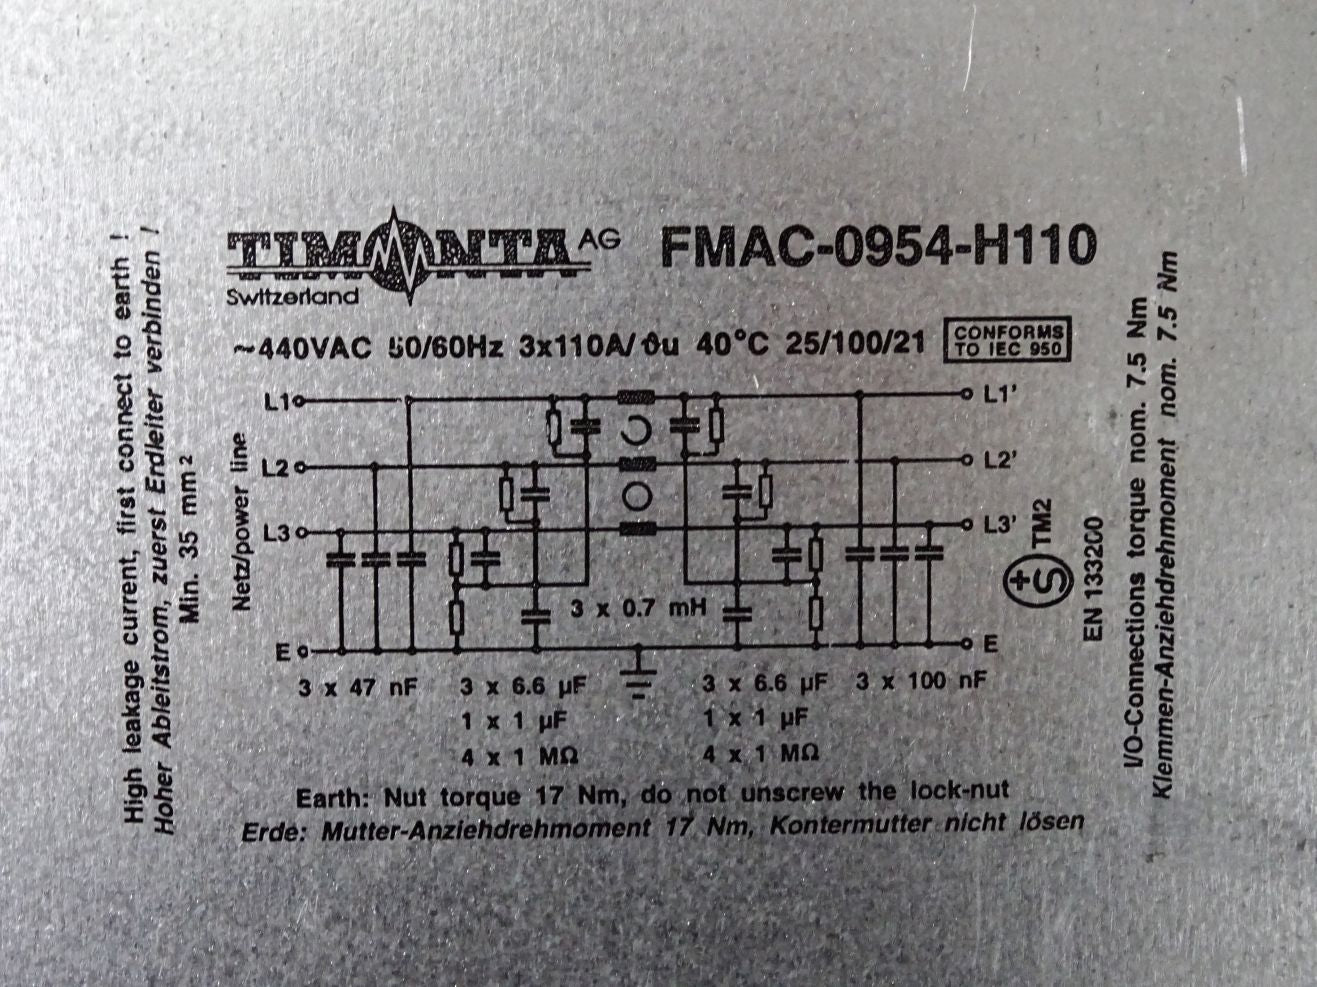 High leakage current, first connect to earth !
Hoher Ableitstrom, zuerst Erdleiter verbinden !
Min. 35 mm²
TIMONTA AG
Switzerland
FMAC-0954-H110
~440VAC 50/60Hz 3x110A/ϑu 40°C 25/100/21
CONFORMS
TO IEC 950
Netz/power line
L1
L1'
L2
L2'
L3
L3'
3 x 0.7 mH
E
E
3 x 47 nF
3 x 6.6 µF
1 x 1 µF
4 x 1 MΩ
3 x 6.6 µF
1 x 1 µF
4 x 1 MΩ
3 x 100 nF
+S TM2
EN 133200
I/O-Connections torque nom. 7.5 Nm
Klemmen-Anziehdrehmoment nom. 7.5 Nm
Earth: Nut torque 17 Nm, do not unscrew the lock-nut
Erde: Mutter-Anziehdrehmoment 17 Nm, Kontermutter nicht lösen